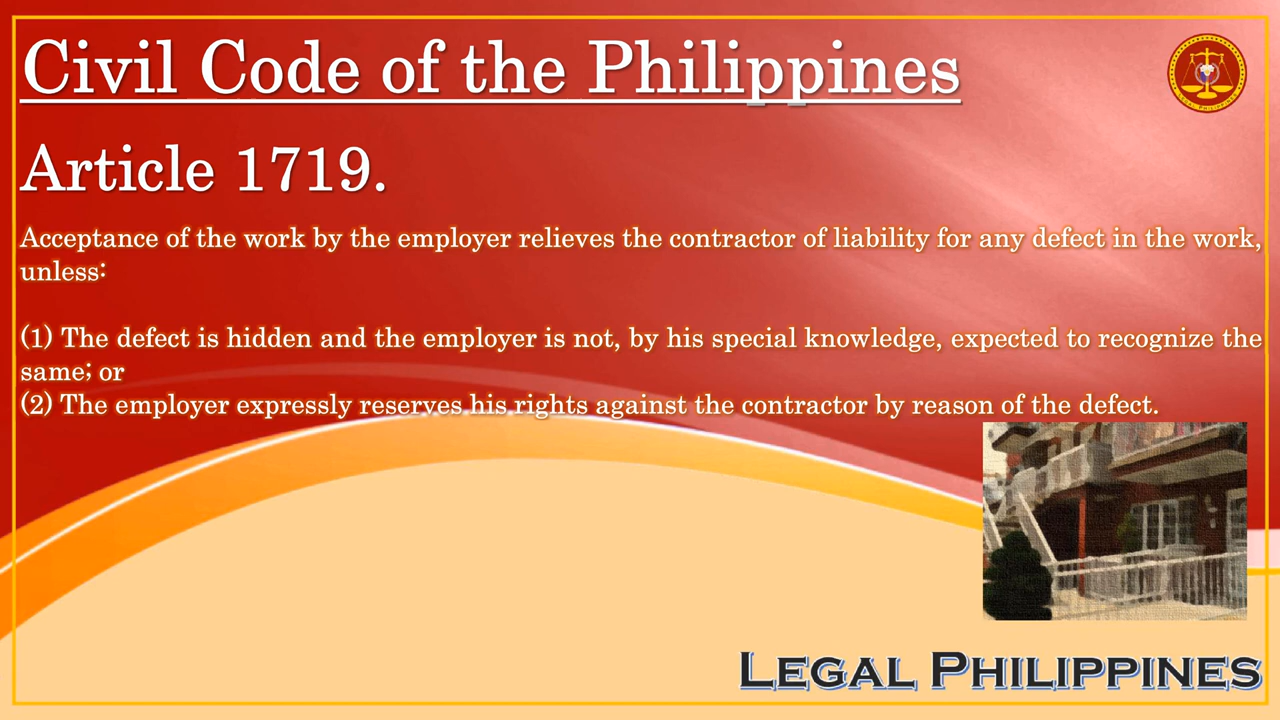 Civil Code of the Philippines
LEGAL PHILIPPINES
Article 1719.
Acceptance of the work by the employer relieves the contractor of liability for any defect in the work,
unless:
(1) The defect is hidden and the employer is not, by his special knowledge, expected to recognize the
same; or
(2) The employer expressly reserves his rights against the contractor by reason of the defect.
LEGAL PHILIPPINES